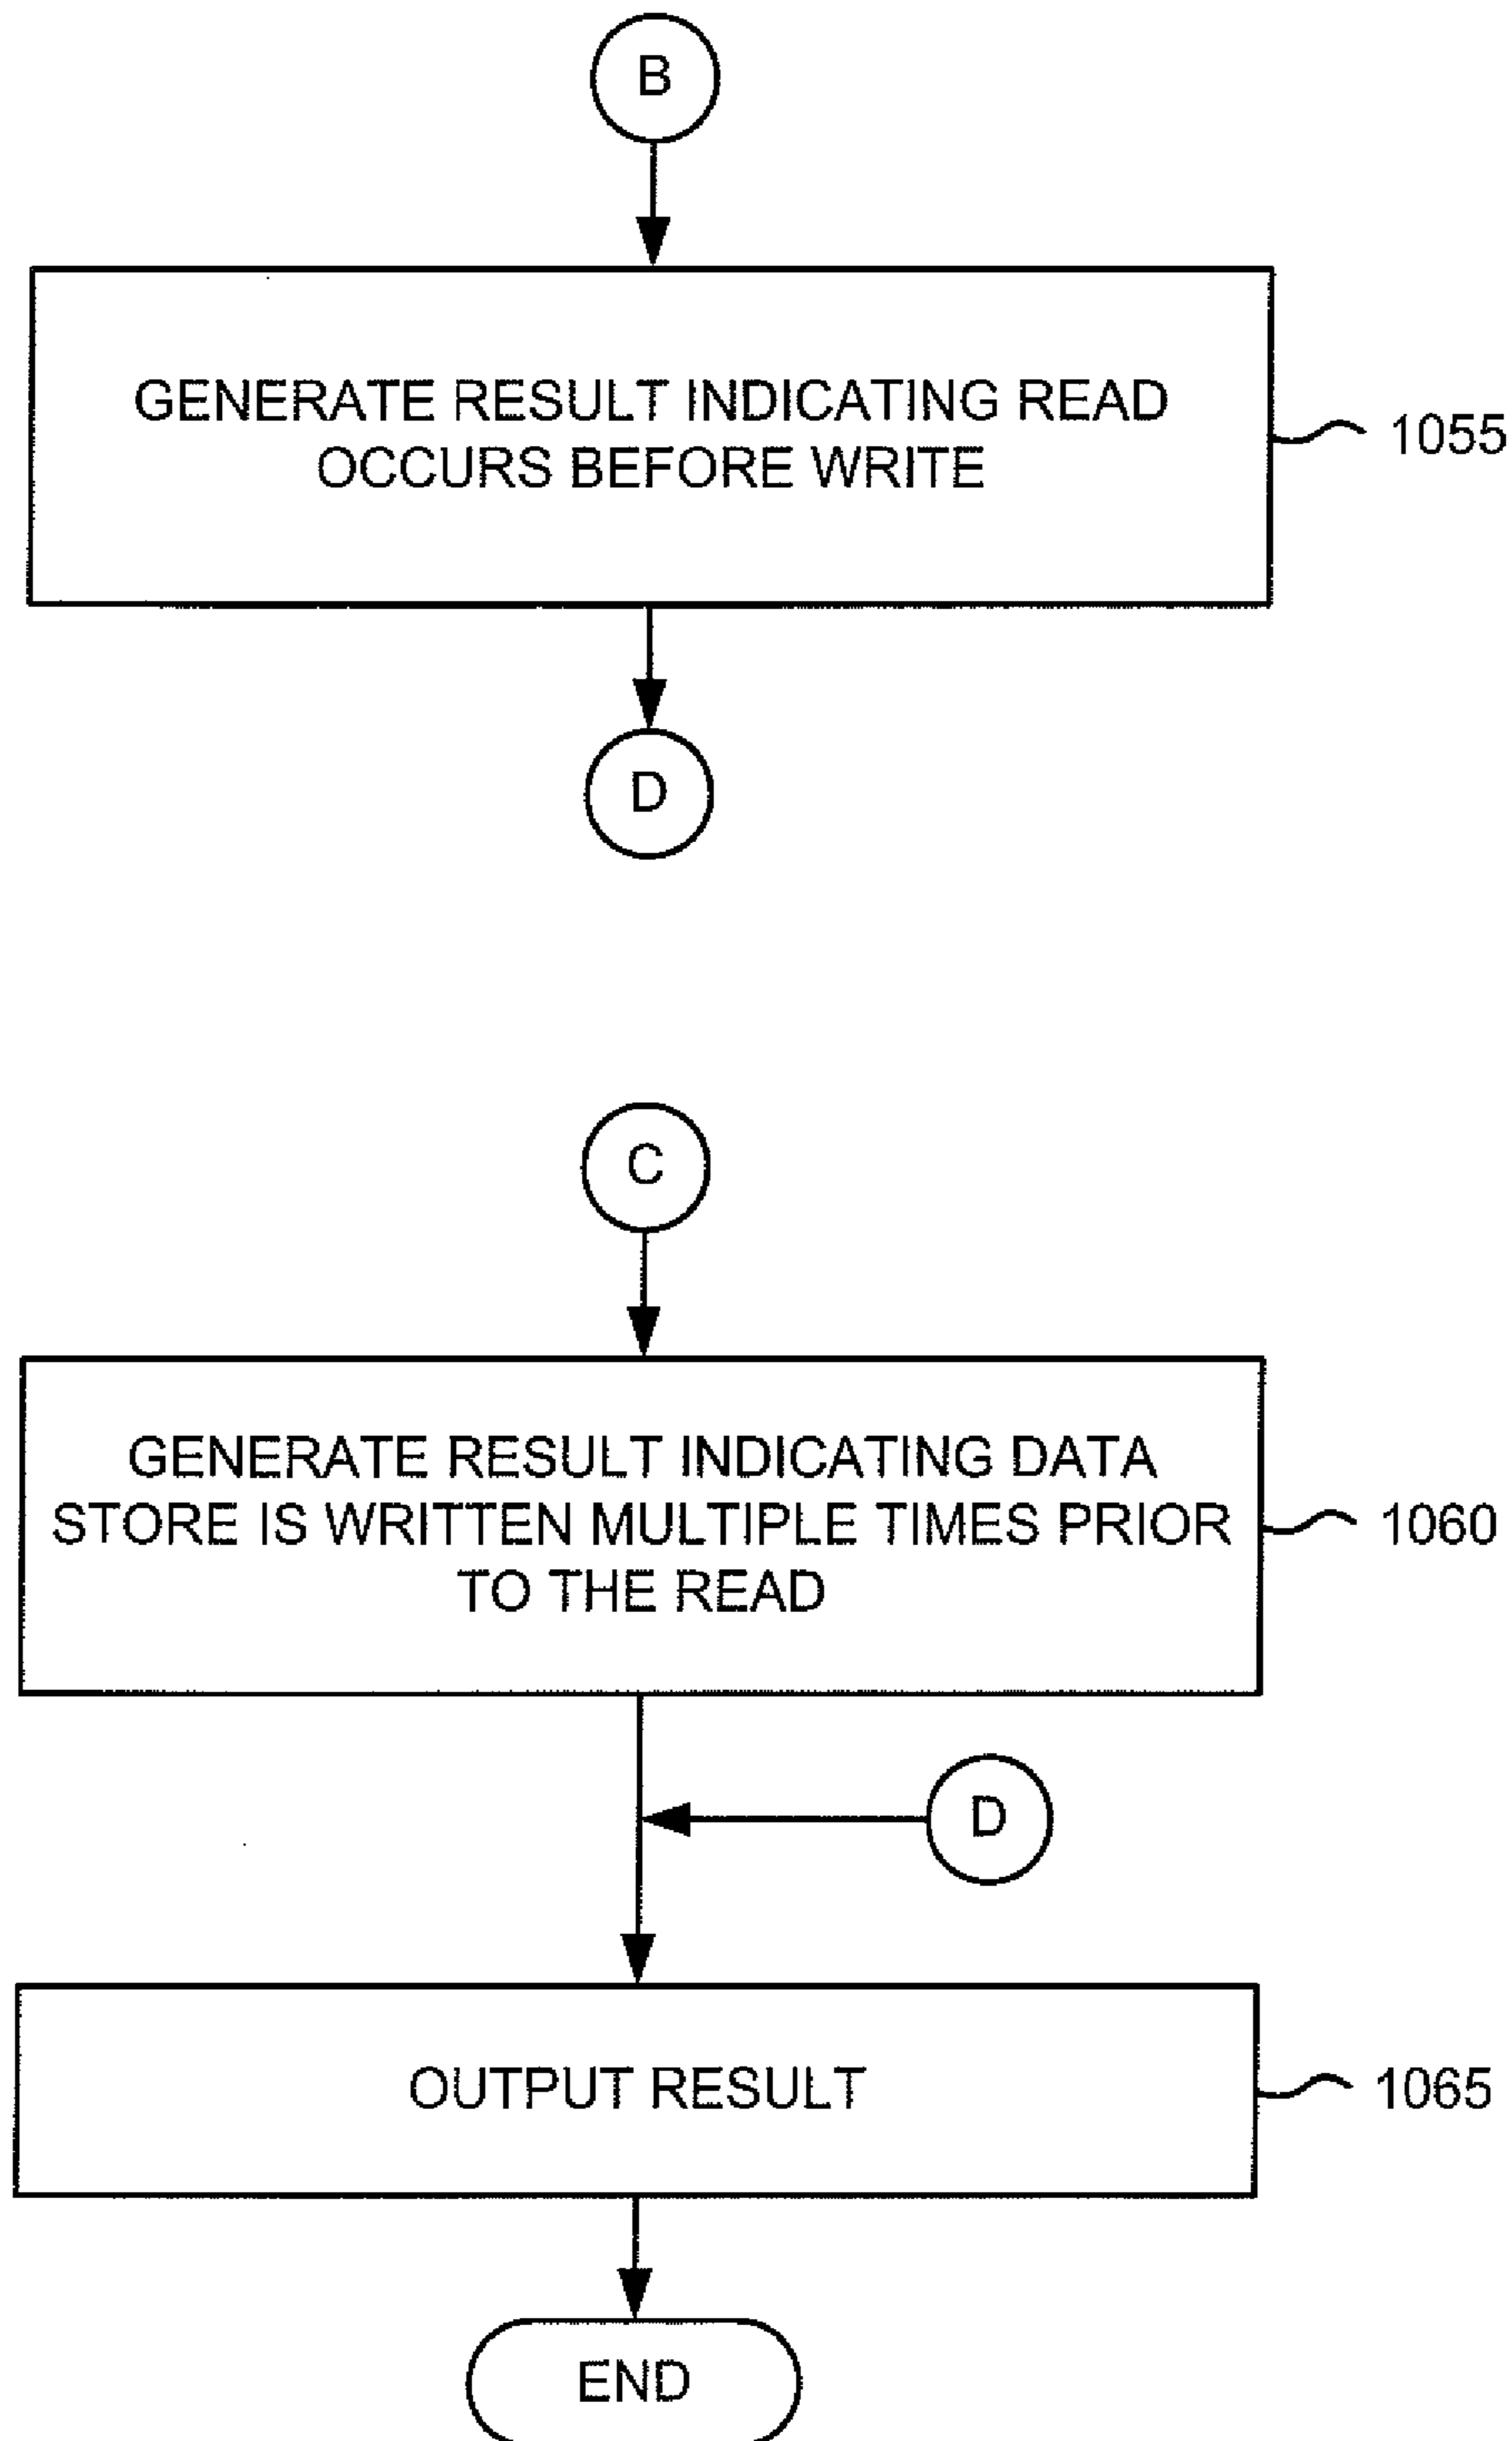 B
GENERATE RESULT INDICATING READ
OCCURS BEFORE WRITE
1055
D
C
GENERATE RESULT INDICATING DATA
STORE IS WRITTEN MULTIPLE TIMES PRIOR
TO THE READ
1060
D
OUTPUT RESULT
1065
END